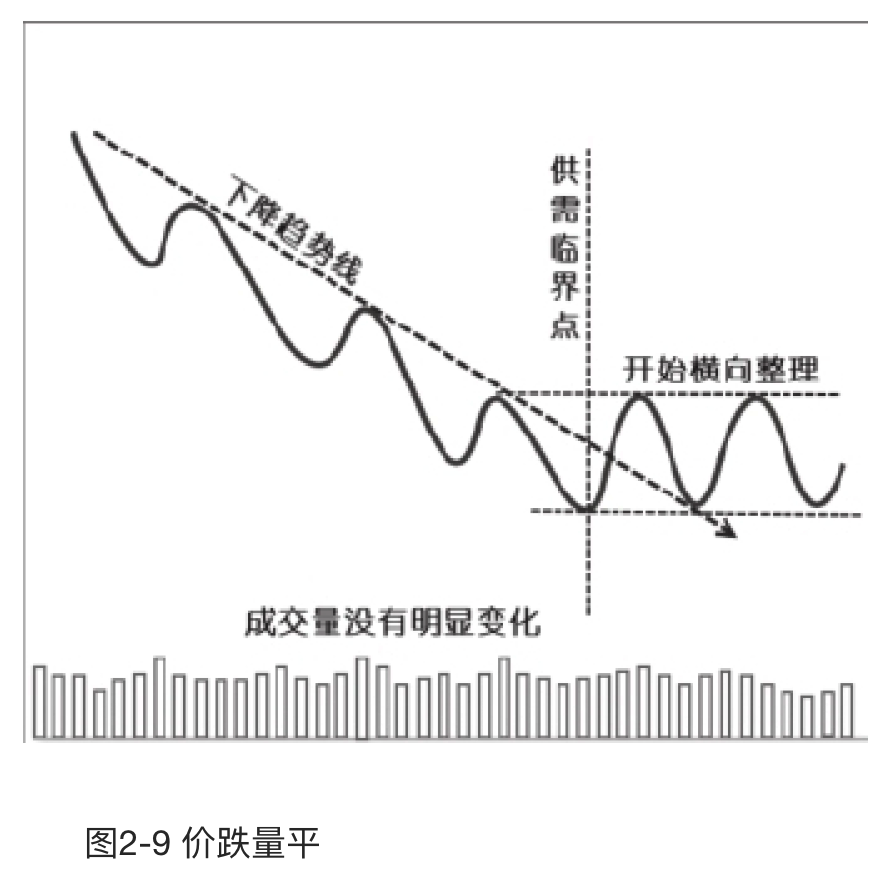 下降趋势线
供需临界点
开始横向整理
成交量没有明显变化
图2-9 价跌量平